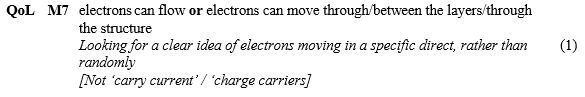 QoL M7 electrons can flow or electrons can move through/between the layers/through
the structure
Looking for a clear idea of electrons moving in a specific direct, rather than (1)
randomly
[Not 'carry current' / 'charge carriers]